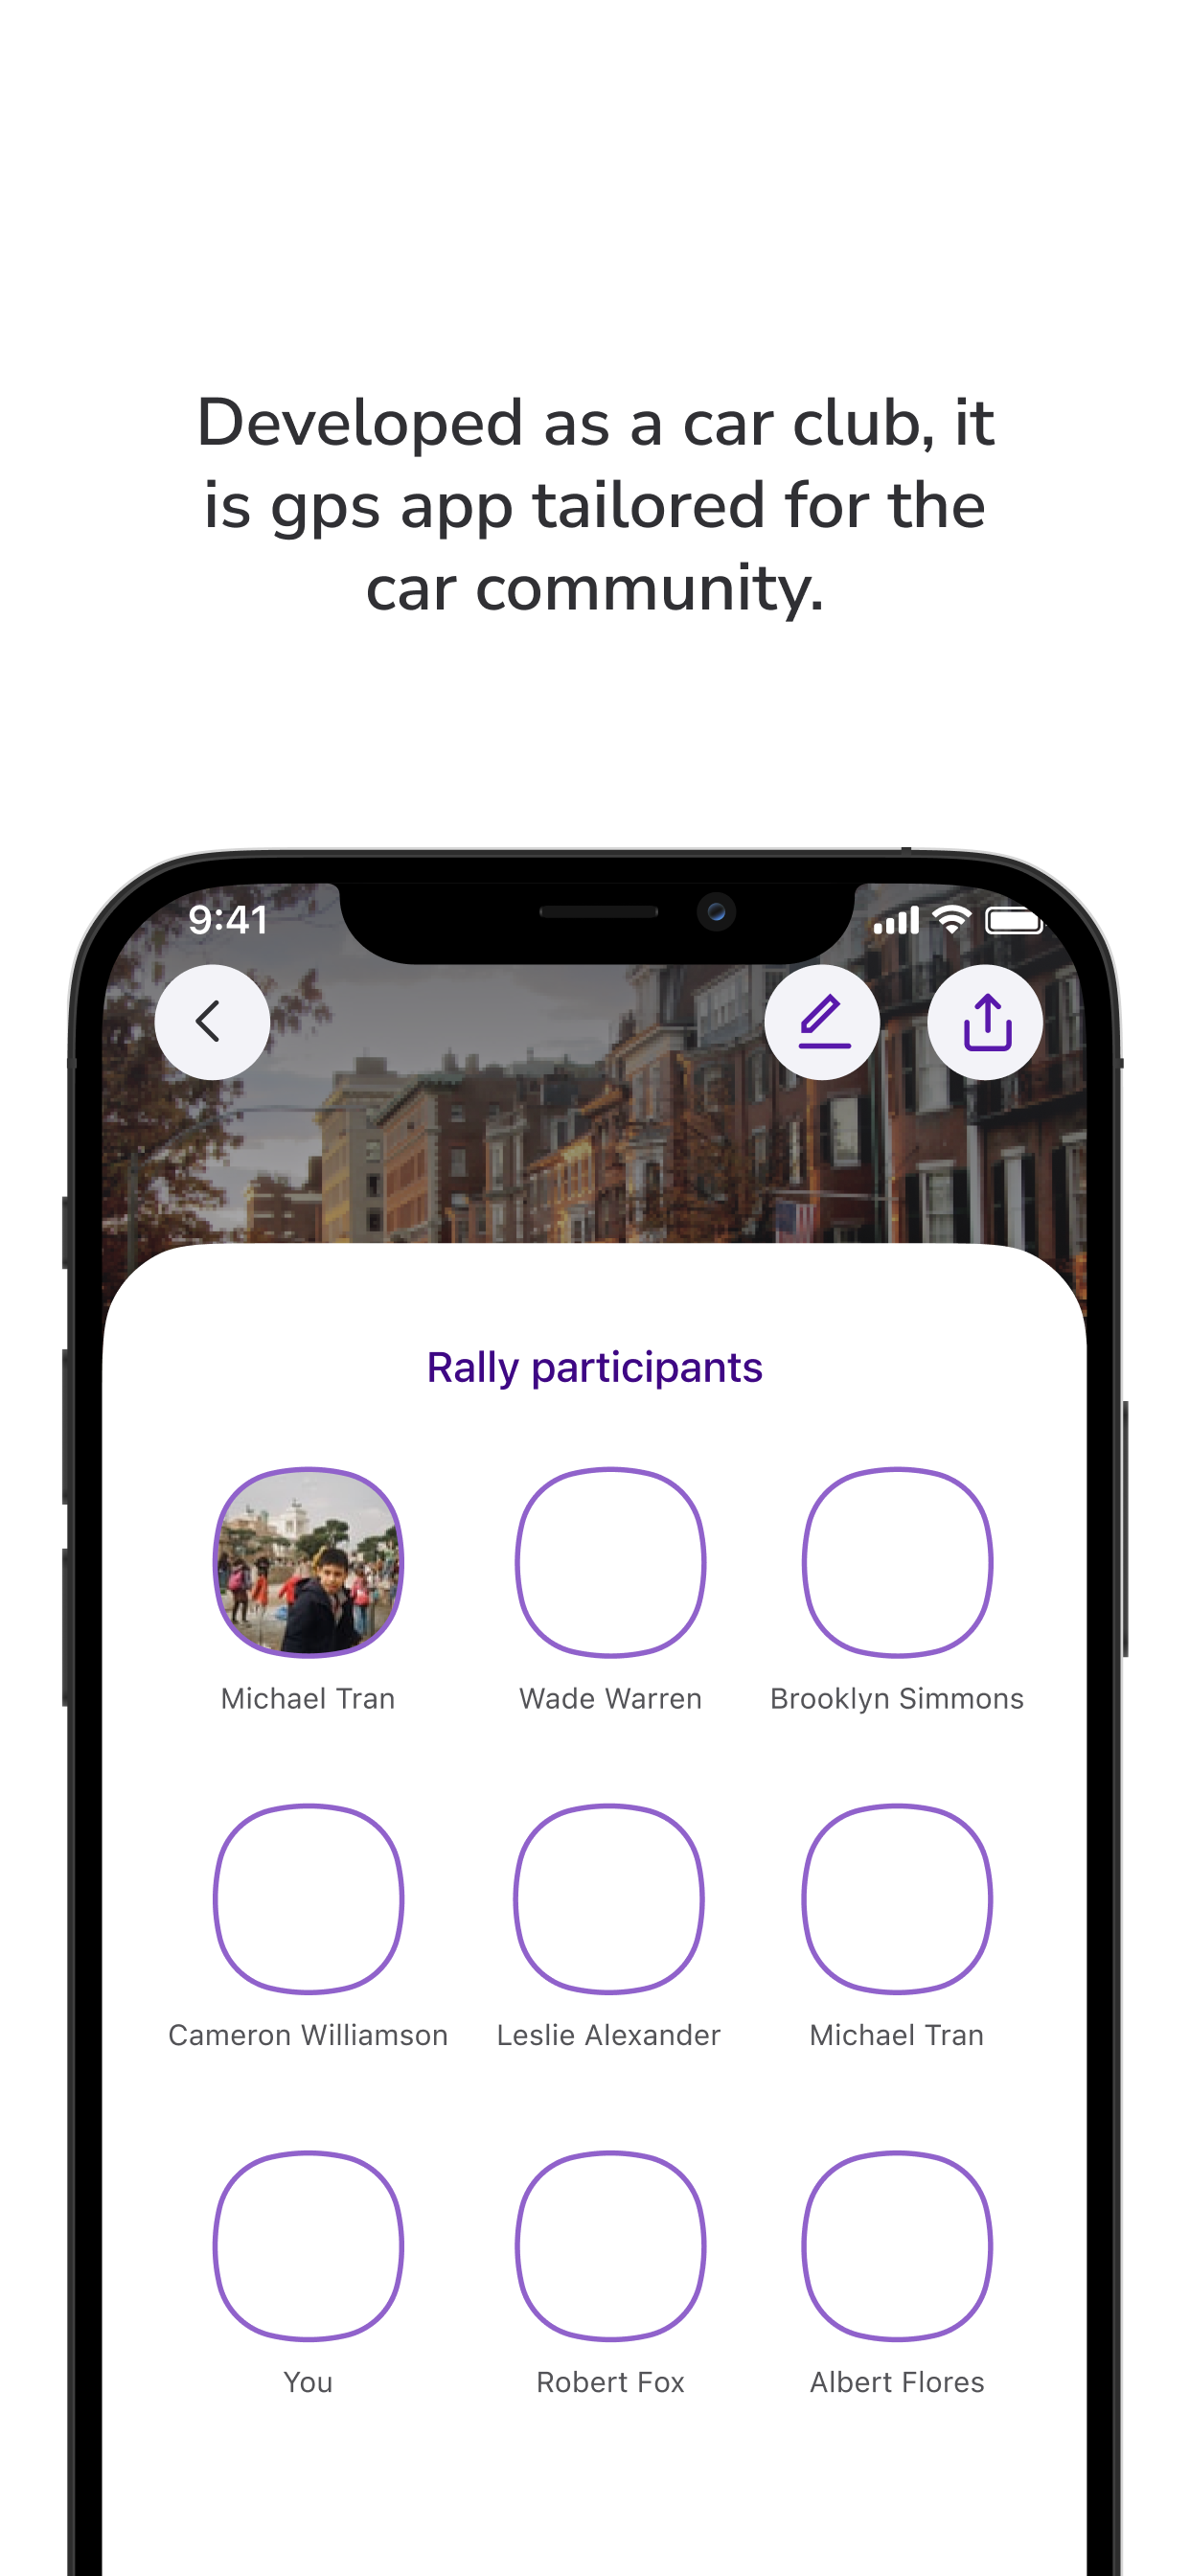 Developed as a car club, it
is gps app tailored for the
car community.
9:41
Rally participants
Michael Tran
Wade Warren
Brooklyn Simmons
Cameron Williamson
Leslie Alexander
Michael Tran
You
Robert Fox
Albert Flores